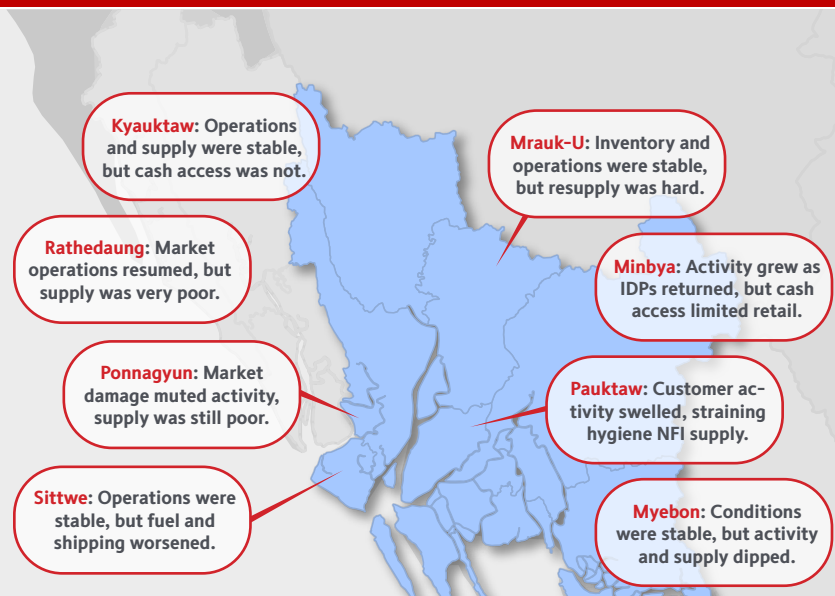 Kyauktaw: Operations
and supply were stable,
but cash access was not.
Mrauk-U: Inventory and
operations were stable,
but resupply was hard.
Rathedaung: Market
operations resumed, but
supply was very poor.
Minbya: Activity grew as
IDPs returned, but cash
access limited retail.
Ponnagyun: Market
damage muted activity,
supply was still poor.
Pauktaw: Customer ac-
tivity swelled, straining
hygiene NFI supply.
Sittwe: Operations were
stable, but fuel and
shipping worsened.
Myebon: Conditions
were stable, but activity
and supply dipped.